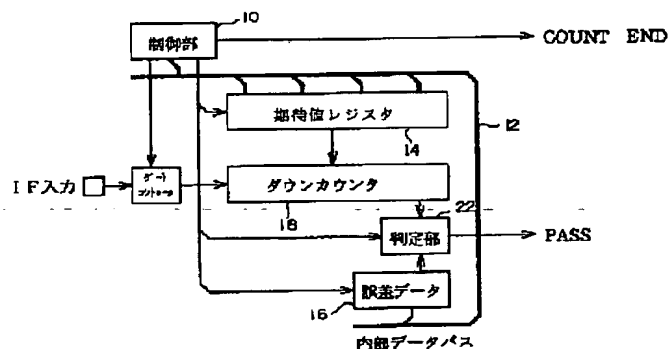 10
制御部
COUNT END
12
期待値レジスタ
14
IF入力
ゲート
コントローラ
ダウンカウンタ
18
22
判定部
PASS
誤差データ
16
内部データバス